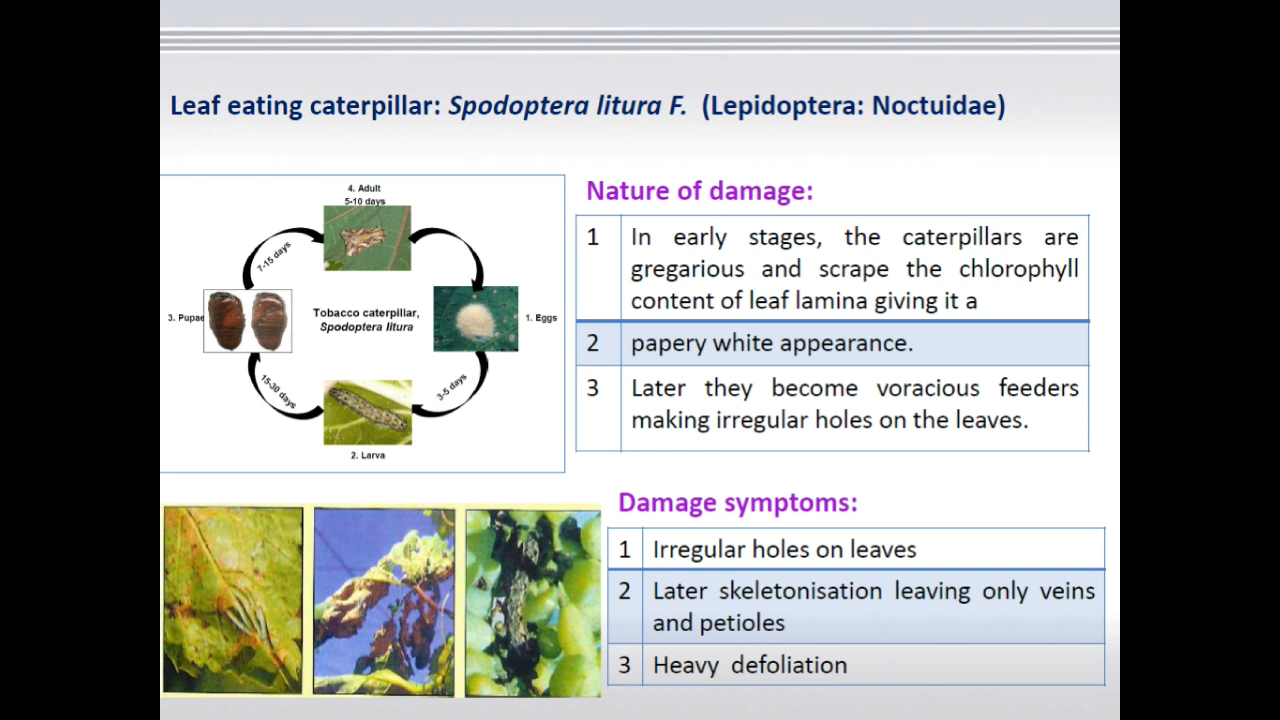 Leaf eating caterpillar: Spodoptera litura F. (Lepidoptera: Noctuidae)
4. Adult
5-10 days
7-15 days
3. Pupae
Tobacco caterpillar,
Spodoptera litura
1. Eggs
15-30 days
3-5 days
2. Larva
Nature of damage:
1 In early stages, the caterpillars are
gregarious and scrape the chlorophyll
content of leaf lamina giving it a
2 papery white appearance.
3 Later they become voracious feeders
making irregular holes on the leaves.
Damage symptoms:
1 Irregular holes on leaves
2 Later skeletonisation leaving only veins
and petioles
3 Heavy defoliation